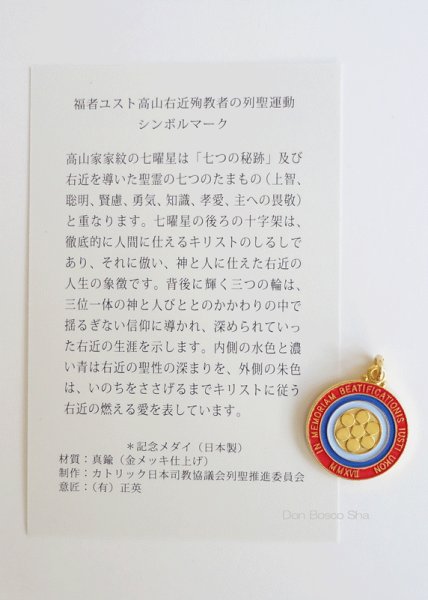 福者ユスト高山右近殉教者の列聖運動
シンボルマーク
高山家家紋の七曜星は「七つの秘跡」及び
右近を導いた聖霊の七つのたまもの（上智、
聡明、賢慮、勇気、知識、孝愛、主への畏敬）
と重なります。七曜星の後ろの十字架は、
徹底的に人間に仕えるキリストのしるしで
あり、それに倣い、神と人に仕えた右近の
人生の象徴です。背後に輝く三つの輪は、
三位一体の神と人びととのかかわりの中で
揺るぎない信仰に導かれ、深められていっ
た右近の生涯を示します。内側の水色と濃
い青は右近の聖性の深まりを、外側の朱色
は、いのちをささげるまでキリストに従う
右近の燃える愛を表しています。
＊記念メダイ（日本製）
材質：真鍮（金メッキ仕上げ）
制作：カトリック日本司教協議会列聖推進委員会
意匠：（有）正英
IN MEMORIAM BEATIFICATIONIS IUSTI UKON
MMXVII
Don Bosco Sha